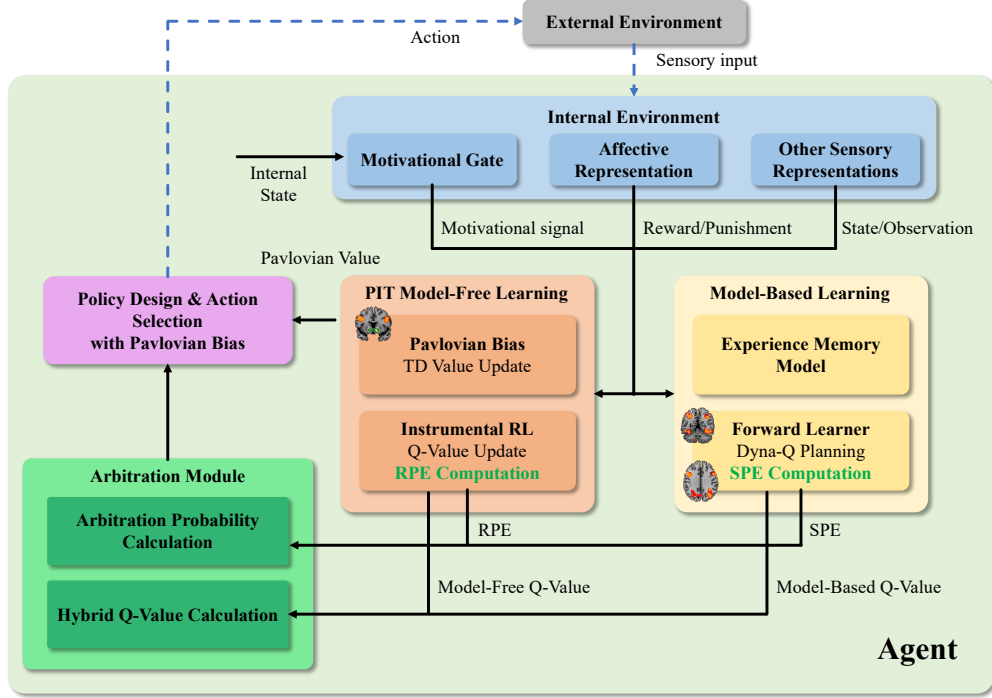 External Environment
Action
Sensory input
Internal Environment
Motivational Gate
Affective
Representation
Other Sensory
Representations
Internal
State
Motivational signal
Reward/Punishment
State/Observation
Pavlovian Value
Policy Design & Action
Selection
with Pavlovian Bias
PIT Model-Free Learning
Pavlovian Bias
TD Value Update
Instrumental RL
Q-Value Update
RPE Computation
Model-Based Learning
Experience Memory
Model
Forward Learner
Dyna-Q Planning
SPE Computation
Arbitration Module
Arbitration Probability
Calculation
Hybrid Q-Value Calculation
RPE
SPE
Model-Free Q-Value
Model-Based Q-Value
Agent